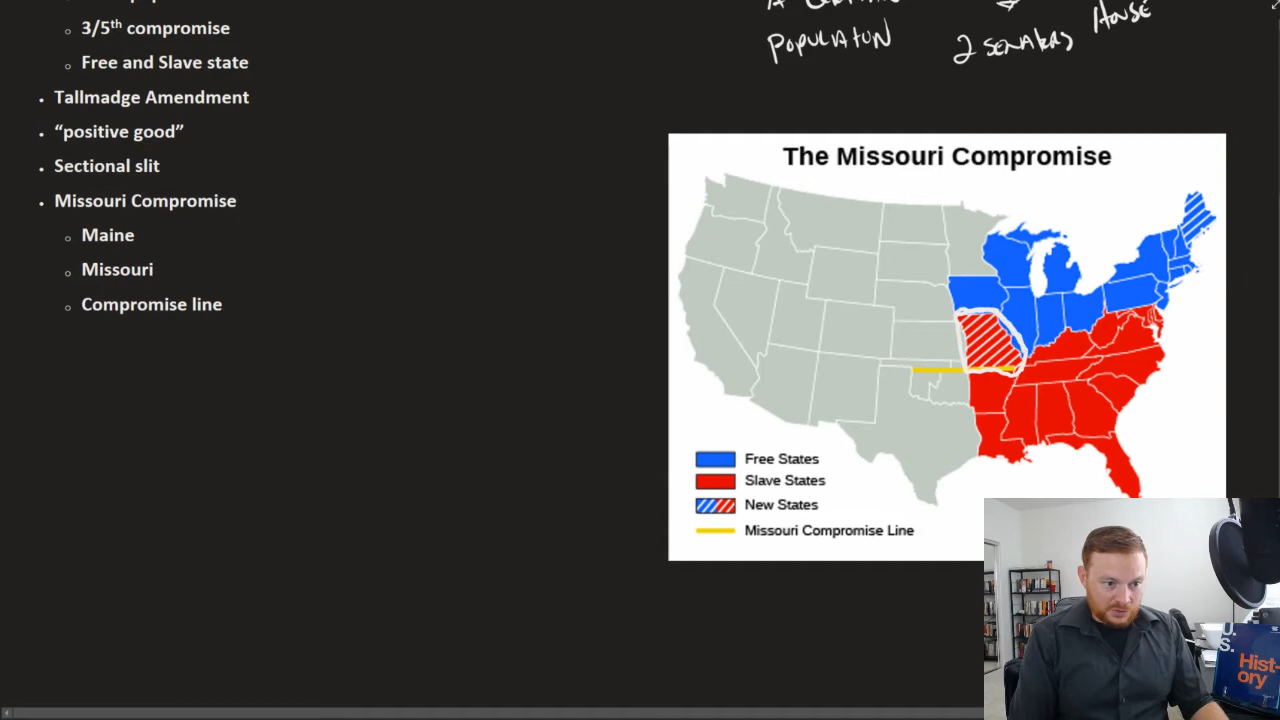 3/5th compromise
Free and Slave state
Tallmadge Amendment
“positive good”
Sectional slit
Missouri Compromise
Maine
Missouri
Compromise line
POPULATION
2 SENATERS
HOUSE
The Missouri Compromise
Free States
Slave States
New States
Missouri Compromise Line
U.
S.
Hist-
ory